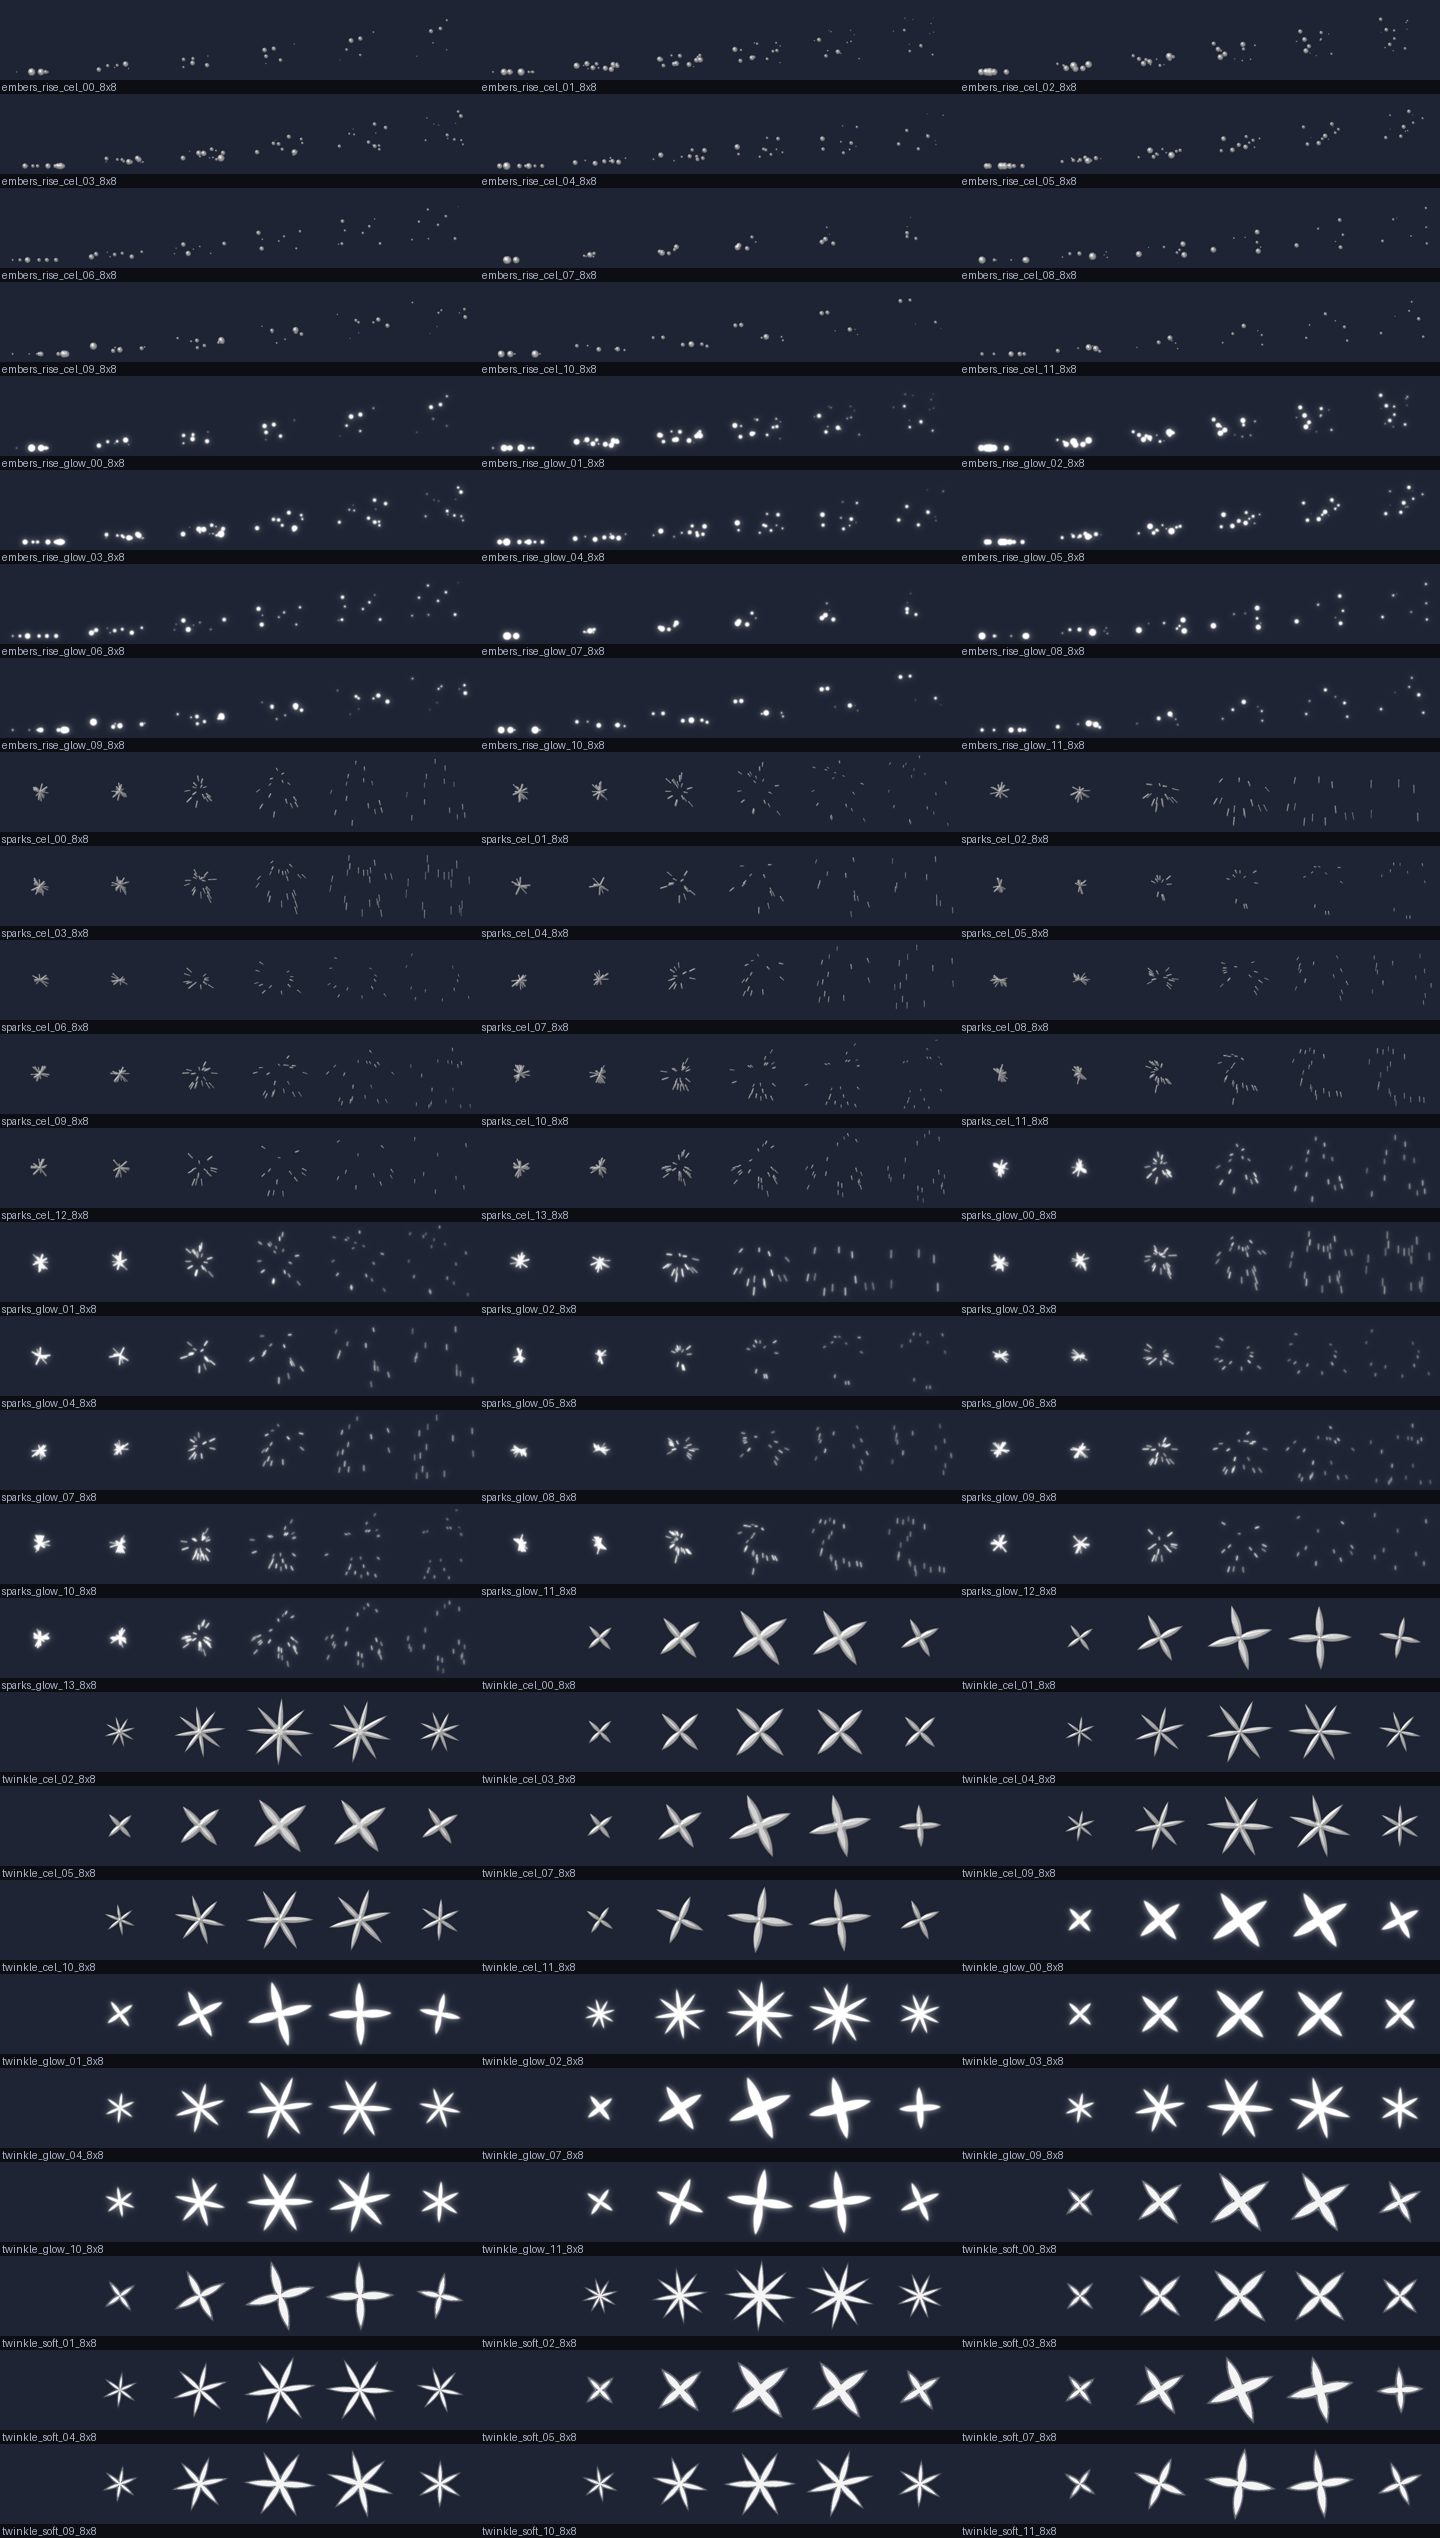 embers_rise_cel_00_8x8 embers_rise_cel_01_8x8 embers_rise_cel_02_8x8
embers_rise_cel_03_8x8 embers_rise_cel_04_8x8 embers_rise_cel_05_8x8
embers_rise_cel_06_8x8 embers_rise_cel_07_8x8 embers_rise_cel_08_8x8
embers_rise_cel_09_8x8 embers_rise_cel_10_8x8 embers_rise_cel_11_8x8
embers_rise_glow_00_8x8 embers_rise_glow_01_8x8 embers_rise_glow_02_8x8
embers_rise_glow_03_8x8 embers_rise_glow_04_8x8 embers_rise_glow_05_8x8
embers_rise_glow_06_8x8 embers_rise_glow_07_8x8 embers_rise_glow_08_8x8
embers_rise_glow_09_8x8 embers_rise_glow_10_8x8 embers_rise_glow_11_8x8
sparks_cel_00_8x8 sparks_cel_01_8x8 sparks_cel_02_8x8
sparks_cel_03_8x8 sparks_cel_04_8x8 sparks_cel_05_8x8
sparks_cel_06_8x8 sparks_cel_07_8x8 sparks_cel_08_8x8
sparks_cel_09_8x8 sparks_cel_10_8x8 sparks_cel_11_8x8
sparks_cel_12_8x8 sparks_cel_13_8x8 sparks_glow_00_8x8
sparks_glow_01_8x8 sparks_glow_02_8x8 sparks_glow_03_8x8
sparks_glow_04_8x8 sparks_glow_05_8x8 sparks_glow_06_8x8
sparks_glow_07_8x8 sparks_glow_08_8x8 sparks_glow_09_8x8
sparks_glow_10_8x8 sparks_glow_11_8x8 sparks_glow_12_8x8
sparks_glow_13_8x8 twinkle_cel_00_8x8 twinkle_cel_01_8x8
twinkle_cel_02_8x8 twinkle_cel_03_8x8 twinkle_cel_04_8x8
twinkle_cel_05_8x8 twinkle_cel_07_8x8 twinkle_cel_09_8x8
twinkle_cel_10_8x8 twinkle_cel_11_8x8 twinkle_glow_00_8x8
twinkle_glow_01_8x8 twinkle_glow_02_8x8 twinkle_glow_03_8x8
twinkle_glow_04_8x8 twinkle_glow_07_8x8 twinkle_glow_09_8x8
twinkle_glow_10_8x8 twinkle_glow_11_8x8 twinkle_soft_00_8x8
twinkle_soft_01_8x8 twinkle_soft_02_8x8 twinkle_soft_03_8x8
twinkle_soft_04_8x8 twinkle_soft_05_8x8 twinkle_soft_07_8x8
twinkle_soft_09_8x8 twinkle_soft_10_8x8 twinkle_soft_11_8x8